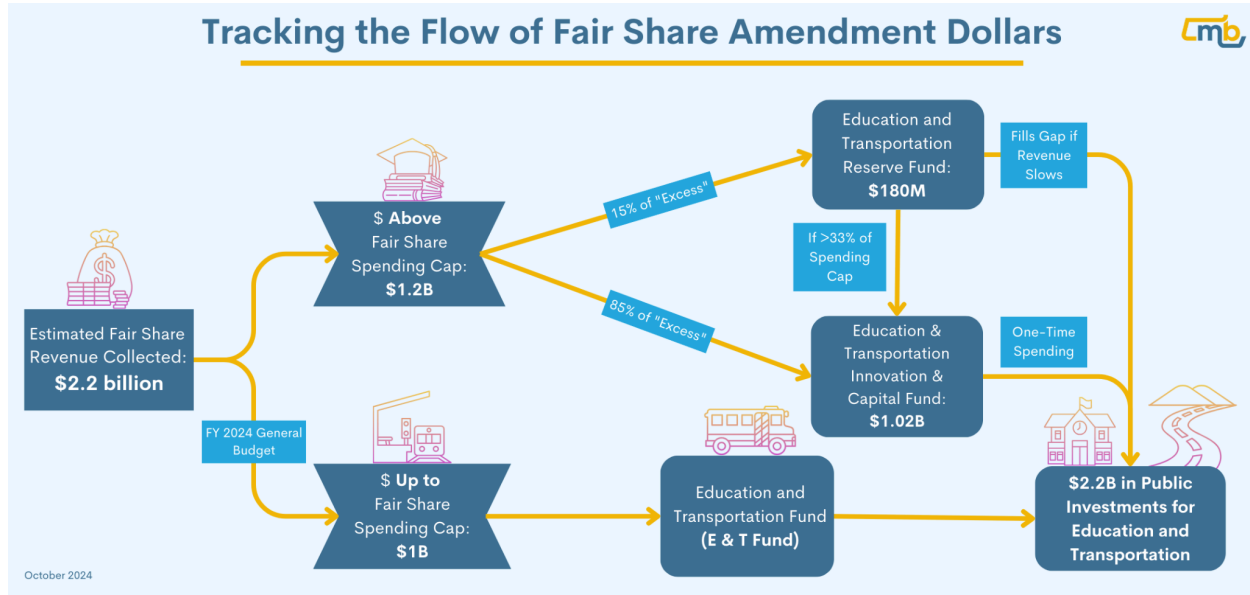 Tracking the Flow of Fair Share Amendment Dollars
mb
Estimated Fair Share
Revenue Collected:
$2.2 billion
FY 2024 General
Budget
$ Above
Fair Share
Spending Cap:
$1.2B
$ Up to
Fair Share
Spending Cap:
$1B
15% of "Excess"
85% of "Excess"
Education and
Transportation
Reserve Fund:
$180M
Fills Gap if
Revenue
Slows
If >33% of
Spending
Cap
Education &
Transportation
Innovation &
Capital Fund:
$1.02B
One-Time
Spending
Education and
Transportation Fund
(E & T Fund)
$2.2B in Public
Investments for
Education and
Transportation
October 2024